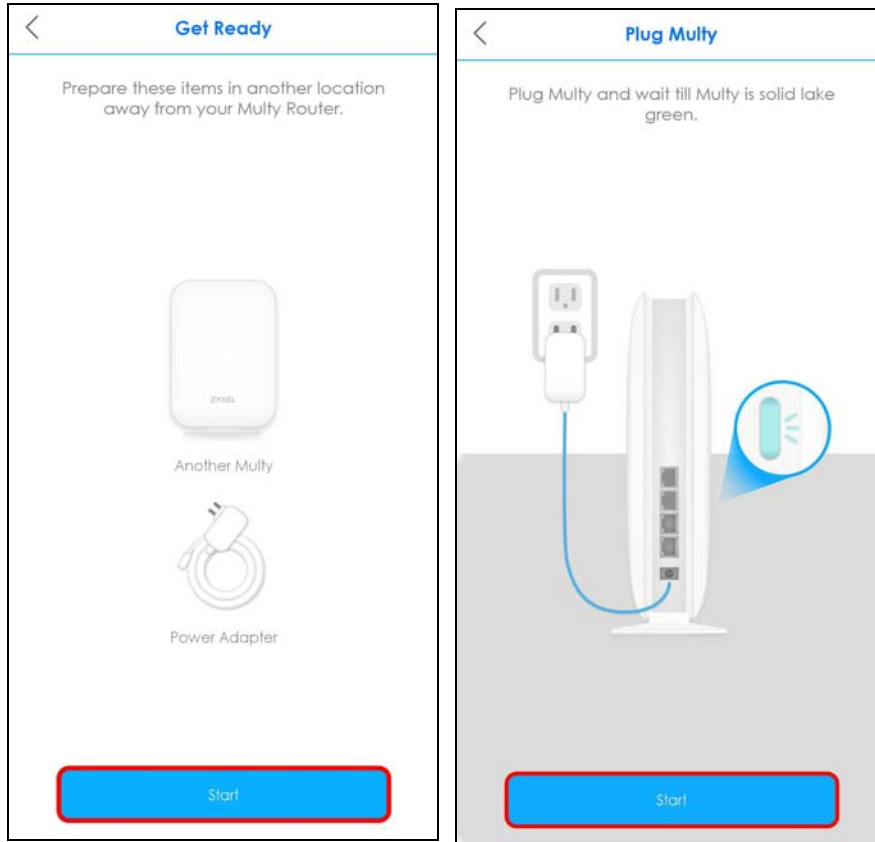 Get Ready
Prepare these items in another location
away from your Multy Router.
ZYXEL
Another Multy
Power Adapter
Start
Plug Multy
Plug Multy and wait till Multy is solid lake
green.
Start